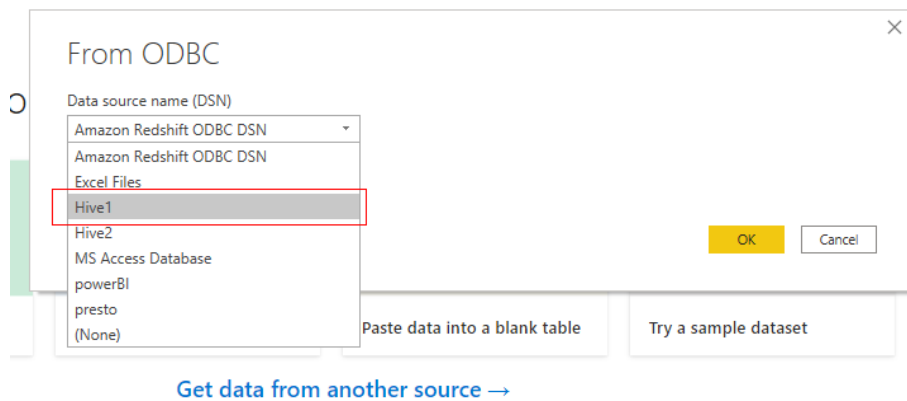 From ODBC
Data source name (DSN)
Amazon Redshift ODBC DSN
Amazon Redshift ODBC DSN
Excel Files
Hive1
Hive2
MS Access Database
powerBI
presto
(None)
OK Cancel
Paste data into a blank table
Try a sample dataset
Get data from another source →